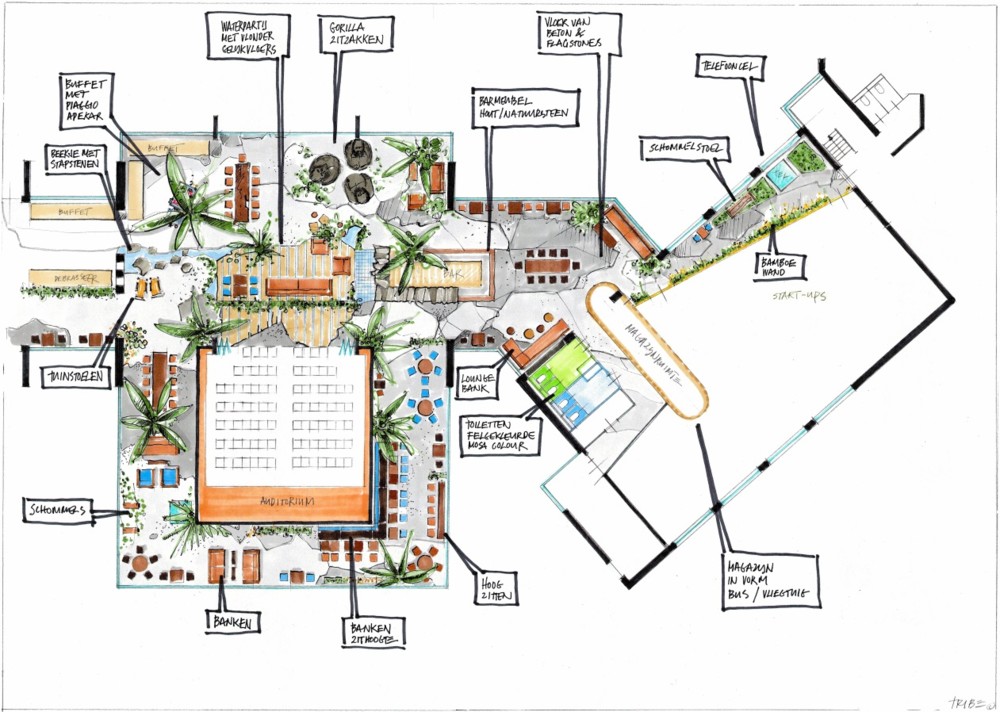 WATERPARTIJ
MET VLONDER
GELIJKVLOERS
GORILLA
ZITZAKKEN
VLOER VAN
BETON &
FLAGSTONES
TELEFOONCEL
BUFFET
MET
PIAGGIO
APEKAR
BARMEUBEL
HOUT/NATUURSTEEN
SCHOMMELSTOEL
BEEKJE MET
STAPSTENEN
BUFFET
BUFFET
BAR
BAMBOE
WAND
START-UPS
TUINSTOELEN
LOUNGE
BANK
TOILETTEN
FELGEKLEURDE
MOSA COLOUR
AUDITORIUM
SCHOMMELS
HOOG
ZITTEN
MAGAZIJN
IN VORM
BUS / VLIEGTUIG
BANKEN
BANKEN
ZITHOOGTE